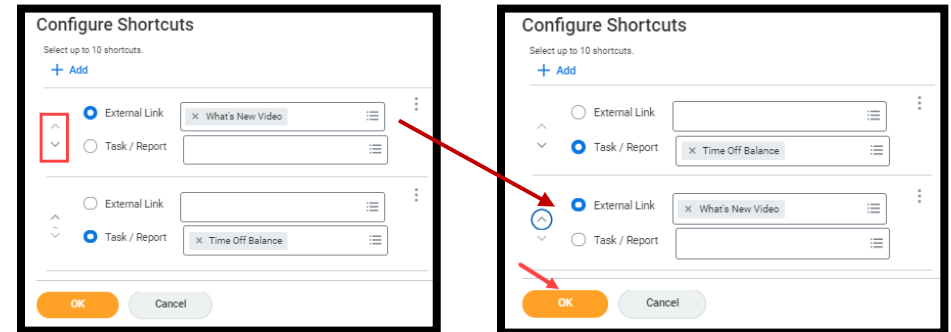 Configure Shortcuts
Select up to 10 shortcuts.
+ Add
External Link
× What's New Video
Task / Report
External Link
Task / Report
× Time Off Balance
OK
Cancel
Configure Shortcuts
Select up to 10 shortcuts.
+ Add
External Link
Task / Report
× Time Off Balance
External Link
× What's New Video
Task / Report
OK
Cancel